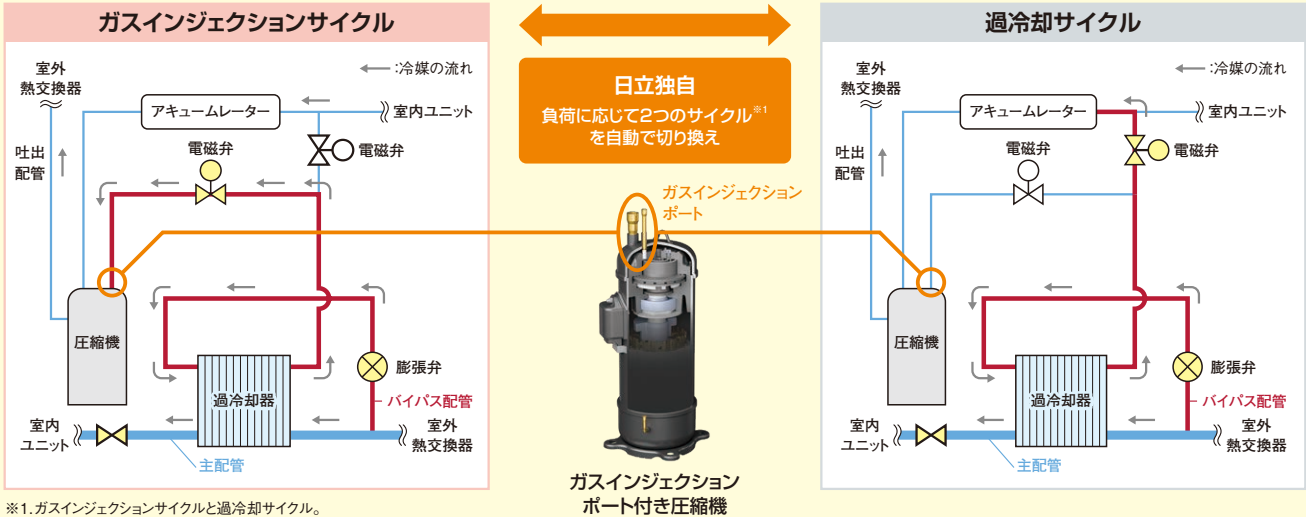 ガスインジェクションサイクル
室外
熱交換器
:冷媒の流れ
アキュームレーター
室内ユニット
吐出
配管
電磁弁
電磁弁
圧縮機
過冷却器
膨張弁
バイパス配管
室内
ユニット
室外
熱交換器
主配管
日立独自
負荷に応じて2つのサイクル※1
を自動で切り換え
ガスインジェクション
ポート
ガスインジェクション
ポート付き圧縮機
過冷却サイクル
室外
熱交換器
:冷媒の流れ
アキュームレーター
室内ユニット
吐出
配管
電磁弁
電磁弁
圧縮機
過冷却器
膨張弁
バイパス配管
室内
ユニット
室外
熱交換器
主配管
※1.ガスインジェクションサイクルと過冷却サイクル。